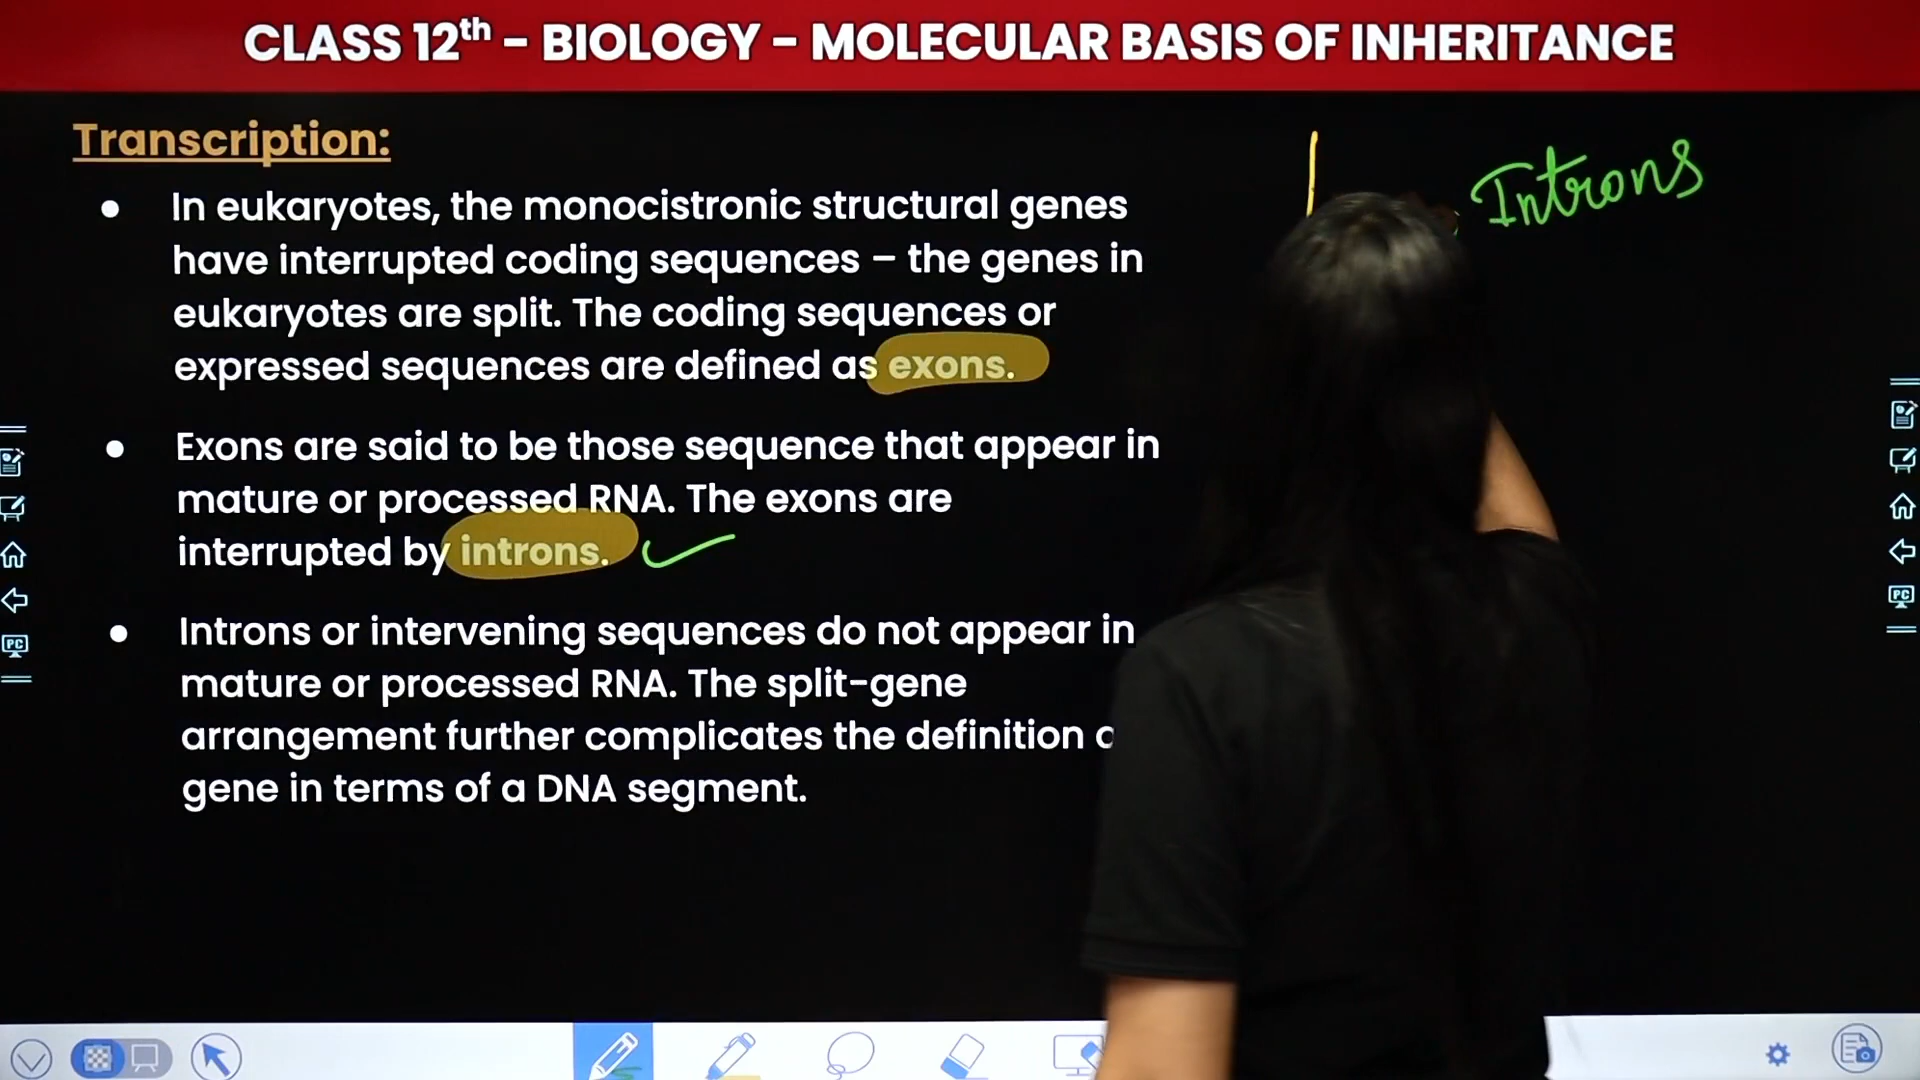 CLASS 12th - BIOLOGY - MOLECULAR BASIS OF INHERITANCE
Transcription:
• In eukaryotes, the monocistronic structural genes
have interrupted coding sequences – the genes in
eukaryotes are split. The coding sequences or
expressed sequences are defined as exons.
• Exons are said to be those sequence that appear in
mature or processed RNA. The exons are
interrupted by introns.
• Introns or intervening sequences do not appear in
mature or processed RNA. The split-gene
arrangement further complicates the definition
gene in terms of a DNA segment.
Introns
PC
PC